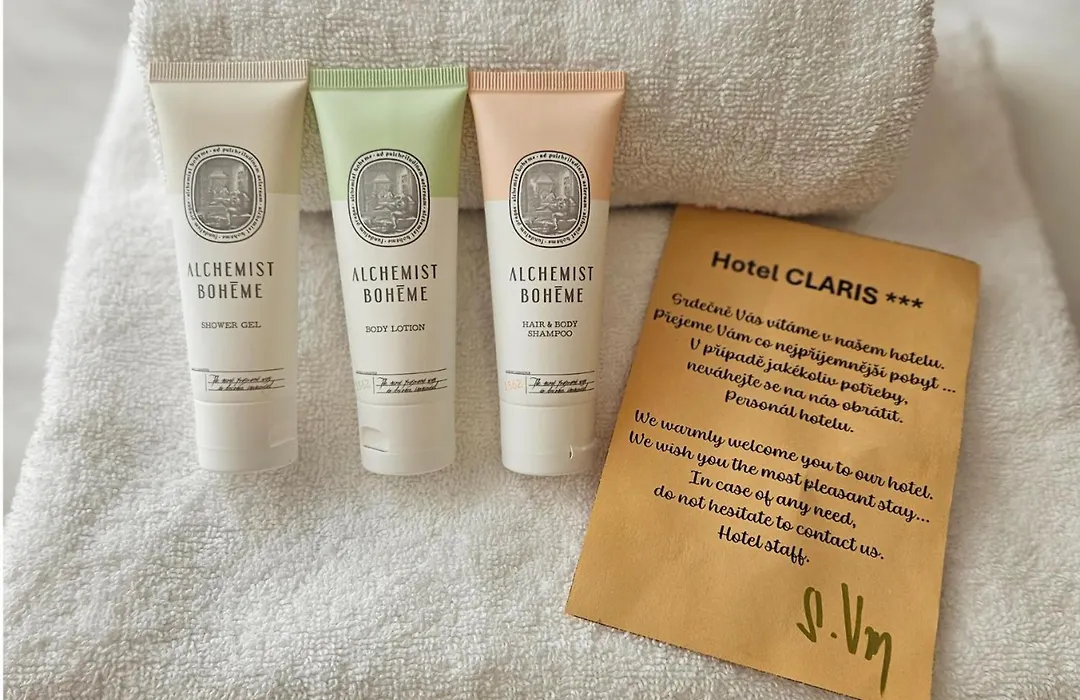 ALCHEMIST
BOHĒME
SHOWER GEL
ALCHEMIST
BOHĒME
BODY LOTION
ALCHEMIST
BOHĒME
HAIR & BODY
SHAMPOO
Hotel CLARIS ***
Srdečně Vás vítáme v našem hotelu.
Přejeme Vám co nejpříjemnější pobyt ...
V případě jakékoliv potřeby,
neváhejte se na nás obrátit.
Personál hotelu.
We warmly welcome you to our hotel.
We wish you the most pleasant stay...
In case of any need,
do not hesitate to contact us.
Hotel staff.